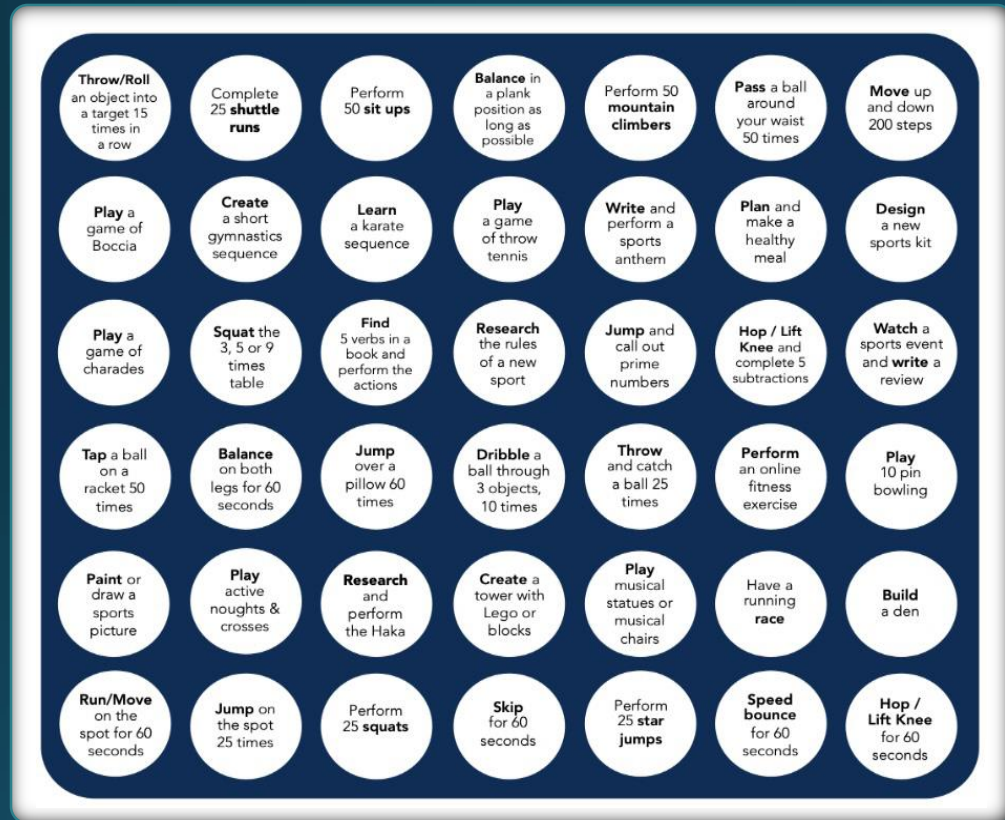 Throw/Roll
an object into
a target 15
times in
a row
Complete
25 shuttle
runs
Perform
50 sit ups
Balance in
a plank
position as
long as
possible
Perform 50
mountain
climbers
Pass a ball
around
your waist
50 times
Move up
and down
200 steps
Play a
game of
Boccia
Create
a short
gymnastics
sequence
Learn
a karate
sequence
Play
a game
of throw
tennis
Write and
perform a
sports
anthem
Plan and
make a
healthy
meal
Design
a new
sports kit
Play a
game of
charades
Squat the
3, 5 or 9
times
table
Find
5 verbs in a
book and
perform the
actions
Research
the rules
of a new
sport
Jump and
call out
prime
numbers
Hop / Lift
Knee and
complete 5
subtractions
Watch a
sports event
and write a
review
Tap a ball
on a
racket 50
times
Balance
on both
legs for 60
seconds
Jump
over a
pillow 60
times
Dribble a
ball through
3 objects,
10 times
Throw
and catch
a ball 25
times
Perform
an online
fitness
exercise
Play
10 pin
bowling
Paint or
draw a
sports
picture
Play
active
noughts &
crosses
Research
and
perform
the Haka
Create a
tower with
Lego or
blocks
Play
musical
statues or
musical
chairs
Have a
running
race
Build
a den
Run/Move
on the
spot for 60
seconds
Jump on
the spot
25 times
Perform
25 squats
Skip
for 60
seconds
Perform
25 star
jumps
Speed
bounce
for 60
seconds
Hop /
Lift Knee
for 60
seconds